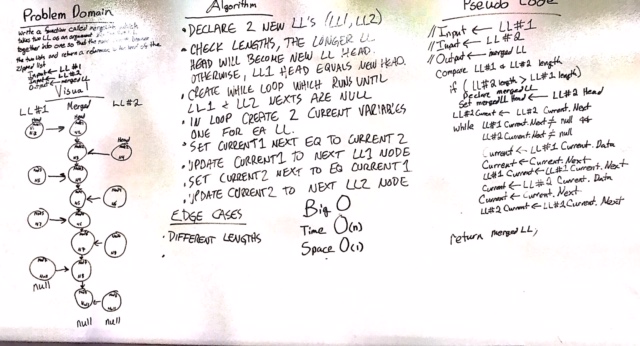 Problem Domain
Write a function called mergeLists which
takes two LL as an argument
together into one so that the
the two lists and return a reference to the head of the
zipped list
Input ← LL #1
Input ← LL #2
Output ← merged LL
Visual
LL#1 Merged LL#2
Head
null
null null
Algorithm
• DECLARE 2 NEW LL'S (LL1, LL2)
• CHECK LENGTHS, THE LONGER LL
HEAD WILL BECOME NEW LL HEAD.
OTHERWISE, LL1 HEAD EQUALS NEW HEAD.
• CREATE WHILE LOOP WHICH RUNS UNTIL
LL1 & LL2 NEXTS ARE NULL
• IN LOOP CREATE 2 CURRENT VARIABLES
ONE FOR EA LL.
• SET CURRENT1 NEXT EQ TO CURRENT 2
• UPDATE CURRENT1 TO NEXT LL1 NODE
• SET CURRENT2 NEXT TO EQ CURRENT 1
• UPDATE CURRENT2 TO NEXT LL2 NODE
EDGE CASES
• DIFFERENT LENGTHS
•
Big O
Time O(n)
Space O(1)
Pseudo Code
// Input ← LL#1
// Input ← LL#2
// Output ← merged LL
Compare LL#1 & LL#2 length
if (LL#2 length > LL#1 length)
Declare merged LL
Set merged LL Head ← LL#2 Head
LL#2 Current ← LL#2 Current.Next
while LL#1 Current.Next ≠ null &&
LL#2 Current.Next ≠ null
Current ← LL#1 Current.Data
Current ← Current.Next
LL#1 Current ← LL#1 Current.Next
Current ← LL#2 Current.Data
Current ← Current.Next
LL#2 Current ← LL#2 Current.Next
return merged LL;